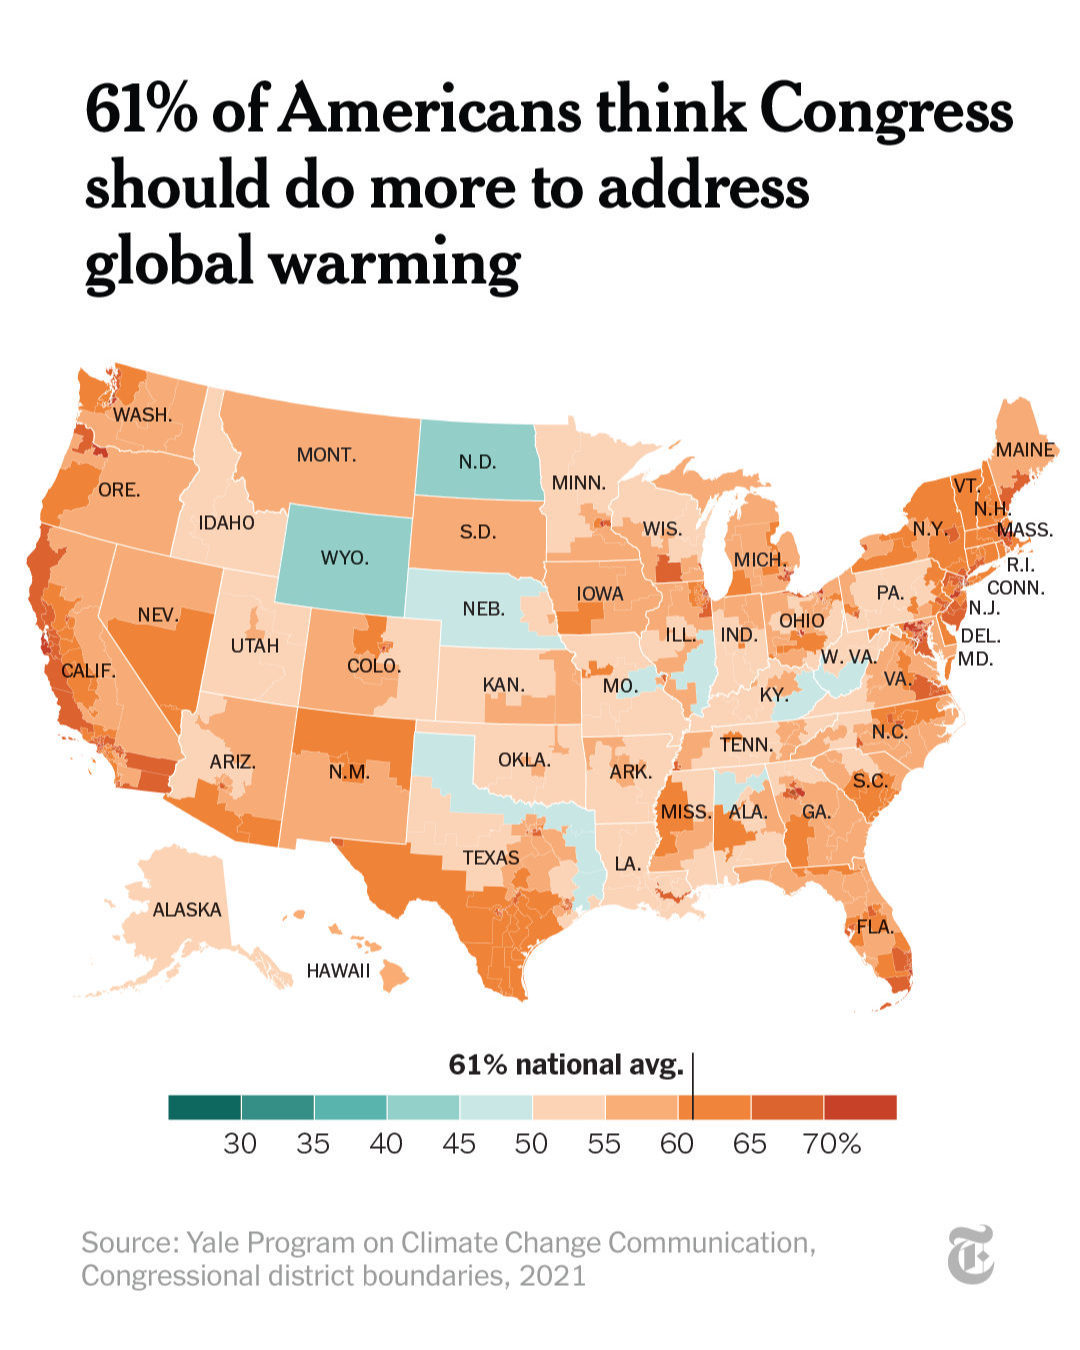 61% of Americans think Congress
should do more to address
global warming
WASH.
MONT.
N.D.
MINN.
MAINE
ORE.
IDAHO
S.D.
WIS.
MICH.
VT.
N.H.
N.Y.
MASS.
R.I.
CONN.
WYO.
NEB.
IOWA
PA.
N.J.
NEV.
UTAH
COLO.
ILL.
IND.
OHIO
DEL.
MD.
CALIF.
KAN.
MO.
KY.
W. VA.
VA.
ARIZ.
N.M.
OKLA.
ARK.
TENN.
N.C.
S.C.
MISS.
ALA.
GA.
TEXAS
LA.
FLA.
ALASKA
HAWAII
61% national avg.
30 35 40 45 50 55 60 65 70%
Source: Yale Program on Climate Change Communication,
Congressional district boundaries, 2021
T